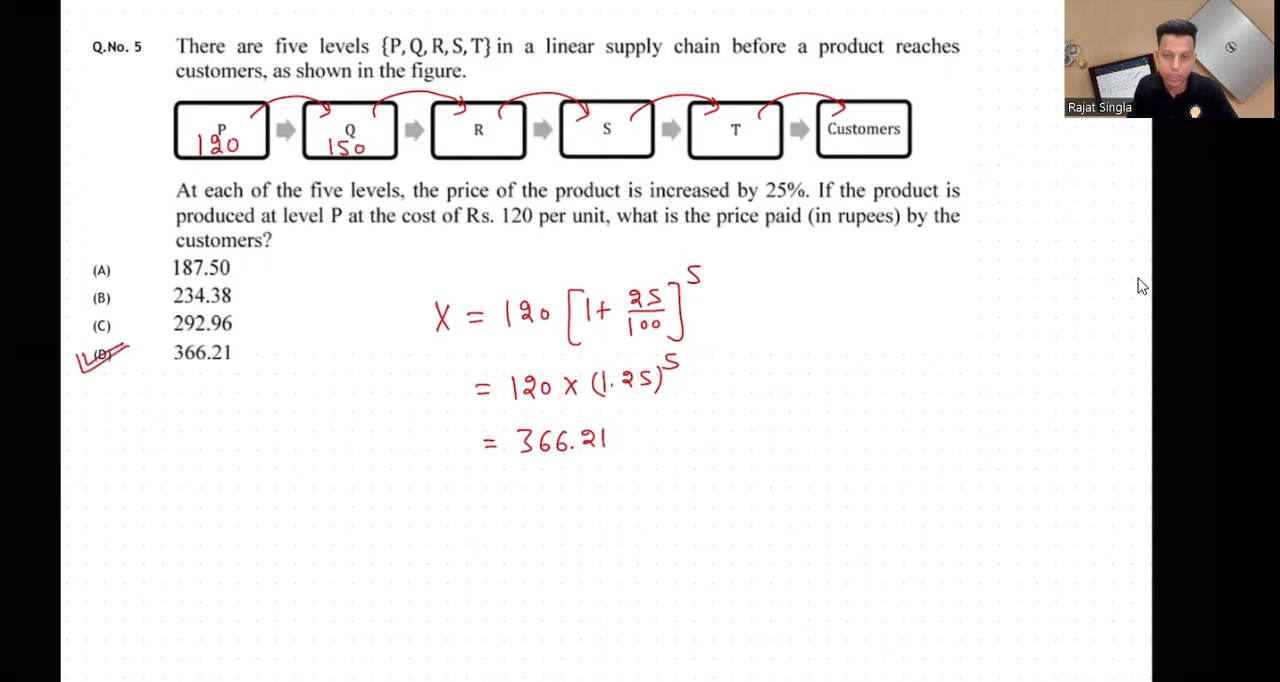 Q.No. 5 There are five levels {P, Q, R, S, T} in a linear supply chain before a product reaches
customers, as shown in the figure.
P Q R S T Customers
120 150
At each of the five levels, the price of the product is increased by 25%. If the product is
produced at level P at the cost of Rs. 120 per unit, what is the price paid (in rupees) by the
customers?
(A) 187.50
(B) 234.38
(C) 292.96
(D) 366.21
X = 120 [1 + 25/100]^5
= 120 x (1.25)^5
= 366.21
Rajat Singla